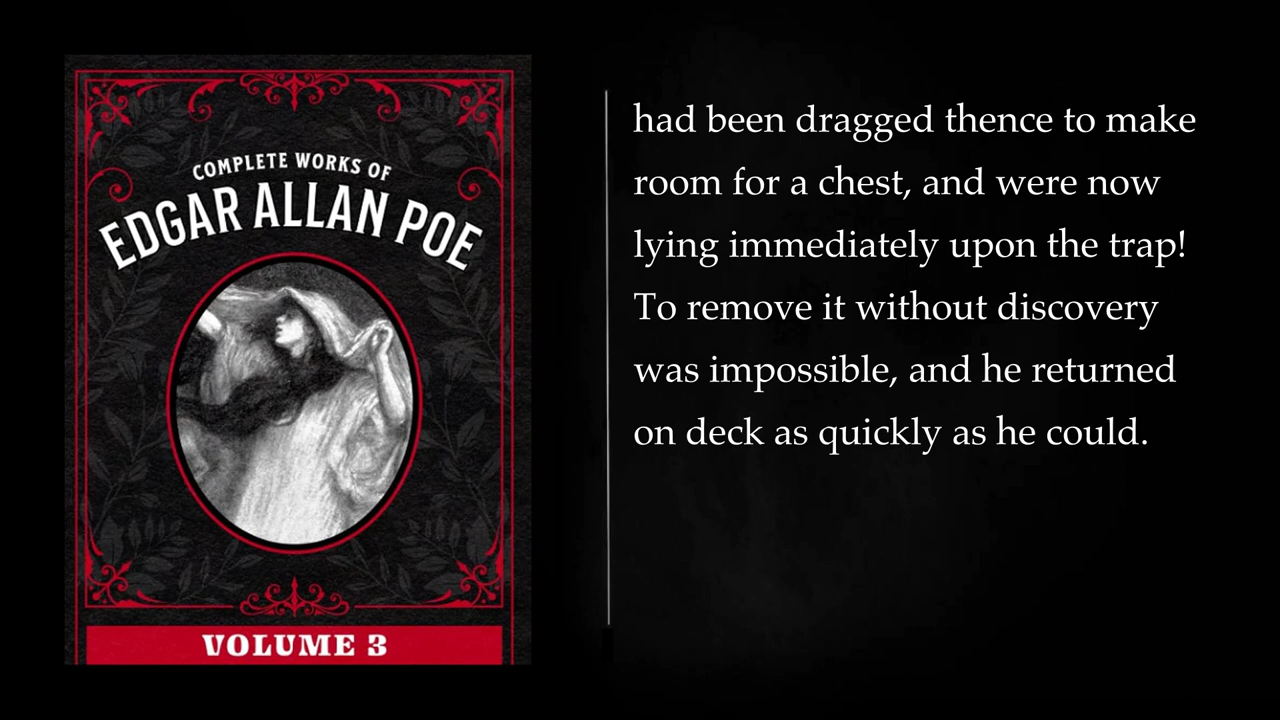 COMPLETE WORKS OF
EDGAR ALLAN POE
VOLUME 3
had been dragged thence to make
room for a chest, and were now
lying immediately upon the trap!
To remove it without discovery
was impossible, and he returned
on deck as quickly as he could.